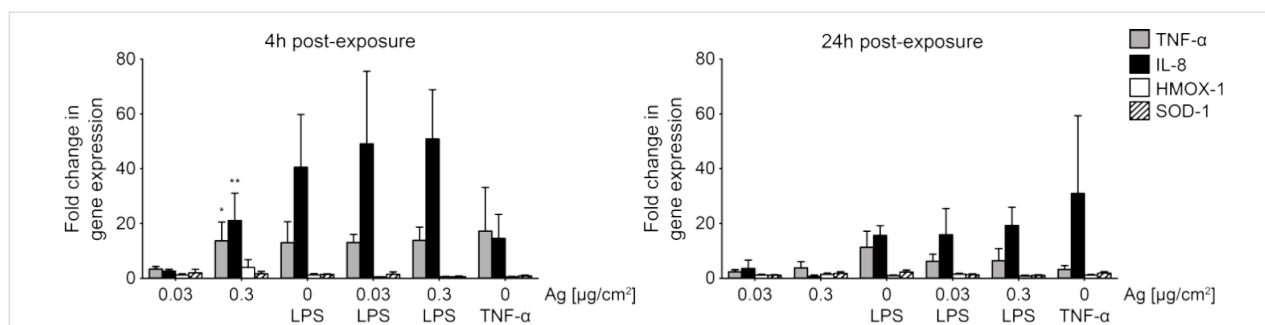 4h post-exposure
Fold change in
gene expression
80
60
40
20
0
*
**
0.03 0.3 0 0.03 0.3 0 Ag [µg/cm²]
LPS LPS LPS TNF-α
24h post-exposure
Fold change in
gene expression
80
60
40
20
0
0.03 0.3 0 0.03 0.3 0 Ag [µg/cm²]
LPS LPS LPS TNF-α
TNF-α
IL-8
HMOX-1
SOD-1